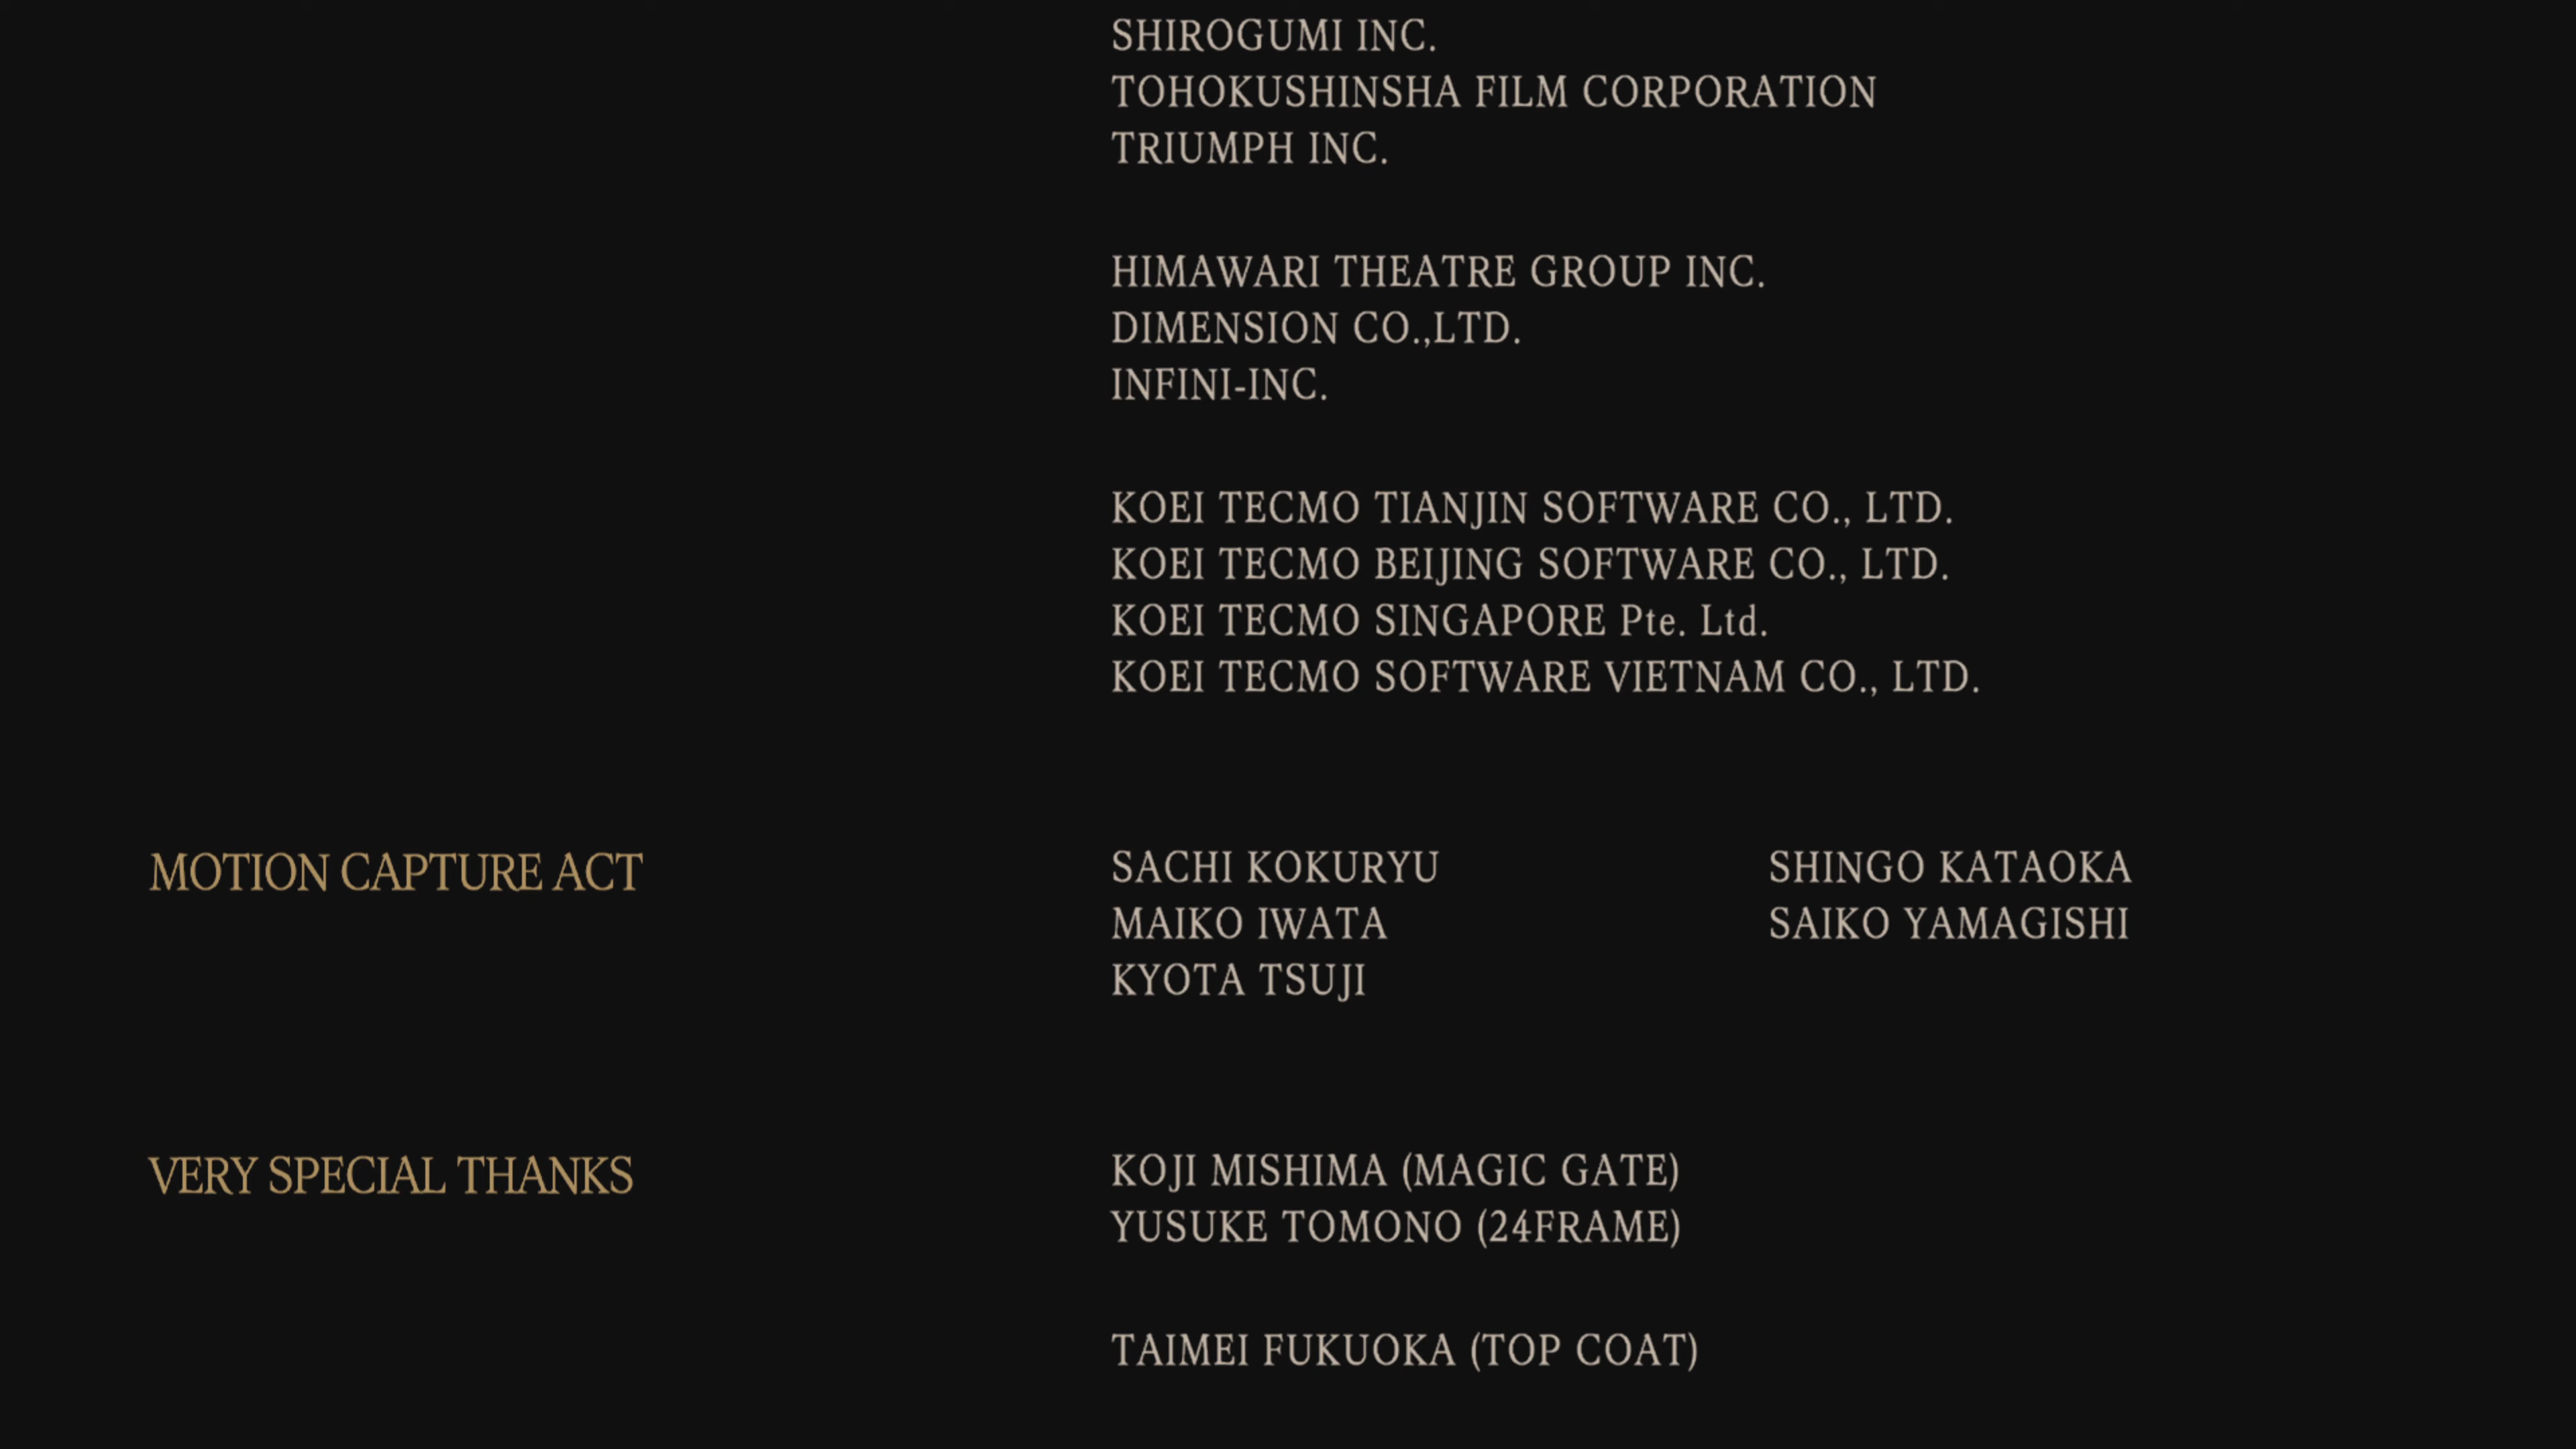 SHIROGUMI INC.
TOHOKUSHINSHA FILM CORPORATION
TRIUMPH INC.
HIMAWARI THEATRE GROUP INC.
DIMENSION CO.,LTD.
INFINI-INC.
KOEI TECMO TIANJIN SOFTWARE CO., LTD.
KOEI TECMO BEIJING SOFTWARE CO., LTD.
KOEI TECMO SINGAPORE Pte. Ltd.
KOEI TECMO SOFTWARE VIETNAM CO., LTD.
MOTION CAPTURE ACT
SACHI KOKURYU SHINGO KATAOKA
MAIKO IWATA SAIKO YAMAGISHI
KYOTA TSUJI
VERY SPECIAL THANKS
KOJI MISHIMA (MAGIC GATE)
YUSUKE TOMONO (24FRAME)
TAIMEI FUKUOKA (TOP COAT)